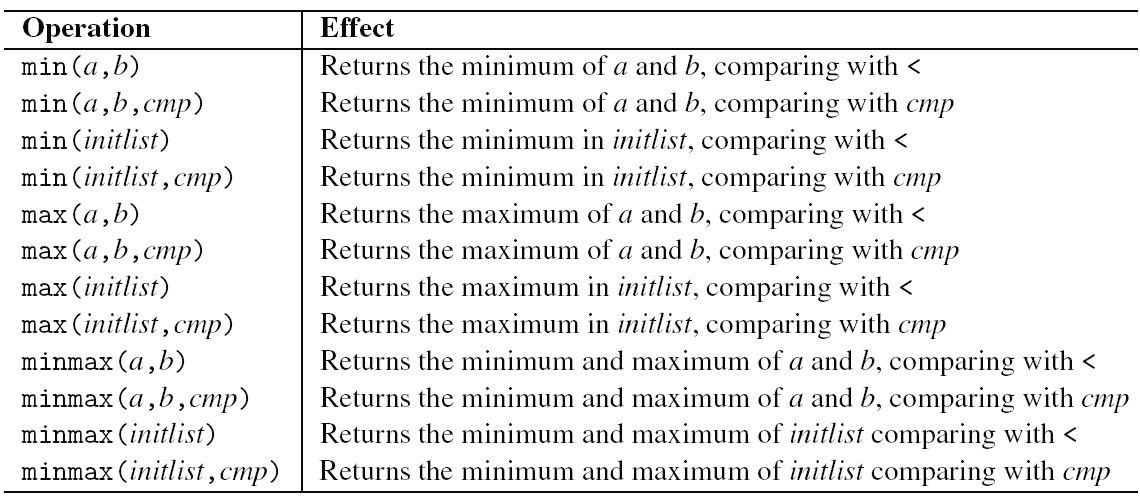 Operation Effect
min(a,b) Returns the minimum of a and b, comparing with <
min(a,b,cmp) Returns the minimum of a and b, comparing with cmp
min(initlist) Returns the minimum in initlist, comparing with <
min(initlist,cmp) Returns the minimum in initlist, comparing with cmp
max(a,b) Returns the maximum of a and b, comparing with <
max(a,b,cmp) Returns the maximum of a and b, comparing with cmp
max(initlist) Returns the maximum in initlist, comparing with <
max(initlist,cmp) Returns the maximum in initlist, comparing with cmp
minmax(a,b) Returns the minimum and maximum of a and b, comparing with <
minmax(a,b,cmp) Returns the minimum and maximum of a and b, comparing with cmp
minmax(initlist) Returns the minimum and maximum of initlist comparing with <
minmax(initlist,cmp) Returns the minimum and maximum of initlist comparing with cmp